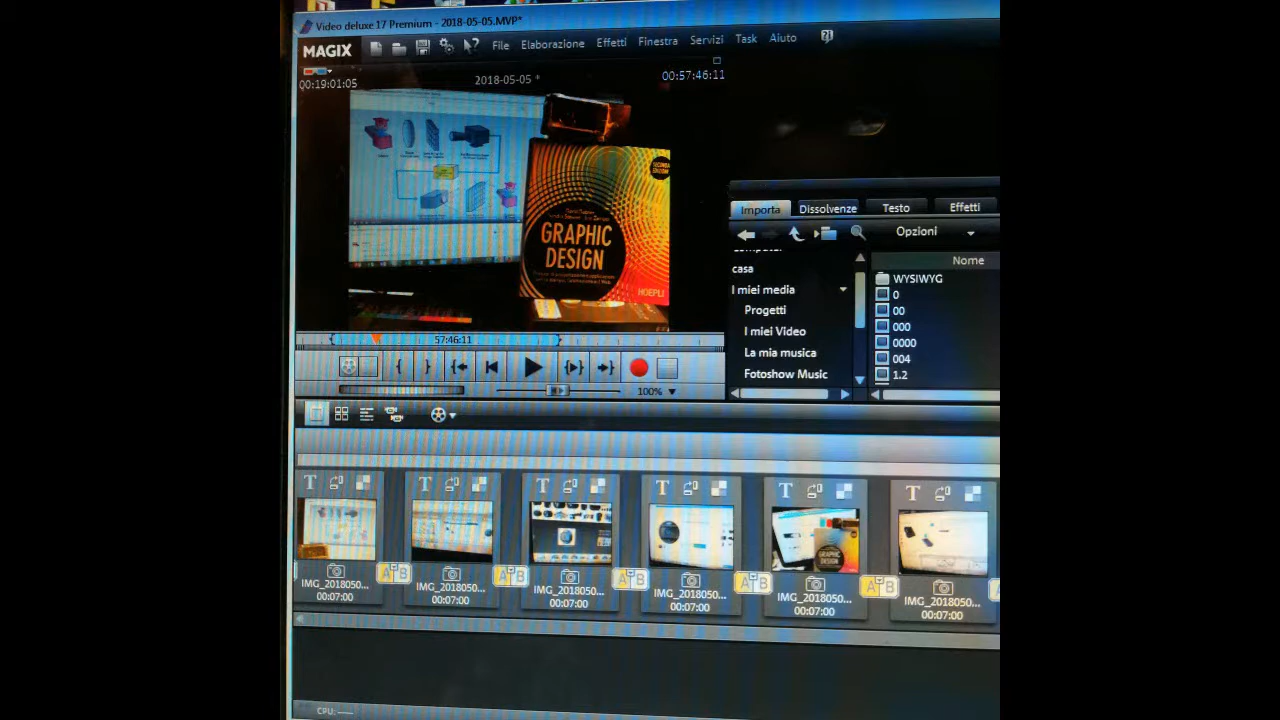 Video deluxe 17 Premium - 2018-05-05.MVP*
MAGIX File Elaborazione Effetti Finestra Servizi Task Aiuto
00:19:01:05 2018-05-05 * 00:57:46:11
SECONDA
EDIZIONE
GRAPHIC
DESIGN
HOEPLI
57:46:11
100%
Importa Dissolvenze Testo Effetti
Opzioni
casa
I miei media
Progetti
I miei Video
La mia musica
Fotoshow Music
Nome
WYSIWYG
0
00
000
0000
004
1.2
T T T T T T
GRAPHIC
DESIGN
A B A B A B A B A B
IMG_2018050... IMG_2018050... IMG_2018050... IMG_2018050... IMG_2018050... IMG_2018050...
00:07:00 00:07:00 00:07:00 00:07:00 00:07:00 00:07:00
CPU: ----